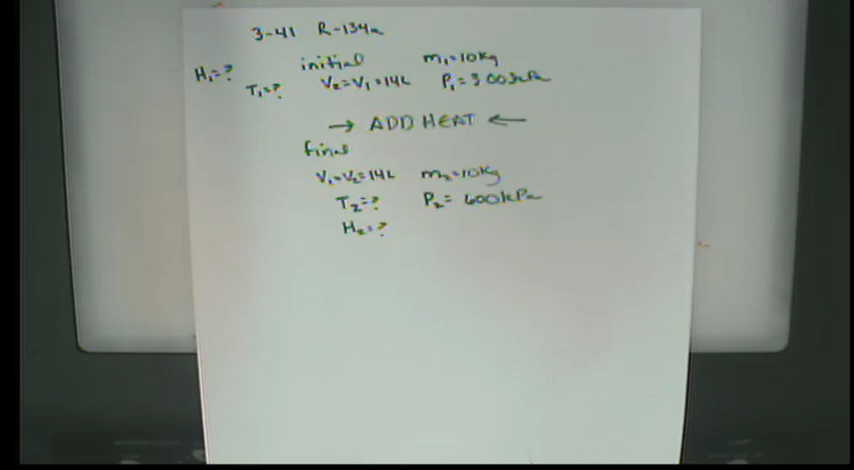 3-41 R-134a
initial m₁=10kg
H₁=? T₁=? V₂=V₁=14L P₁=300kPa
→ ADD HEAT ←
final
V₁=V₂=14L m₂=10kg
T₂=? P₂= 600kPa
H₂=?